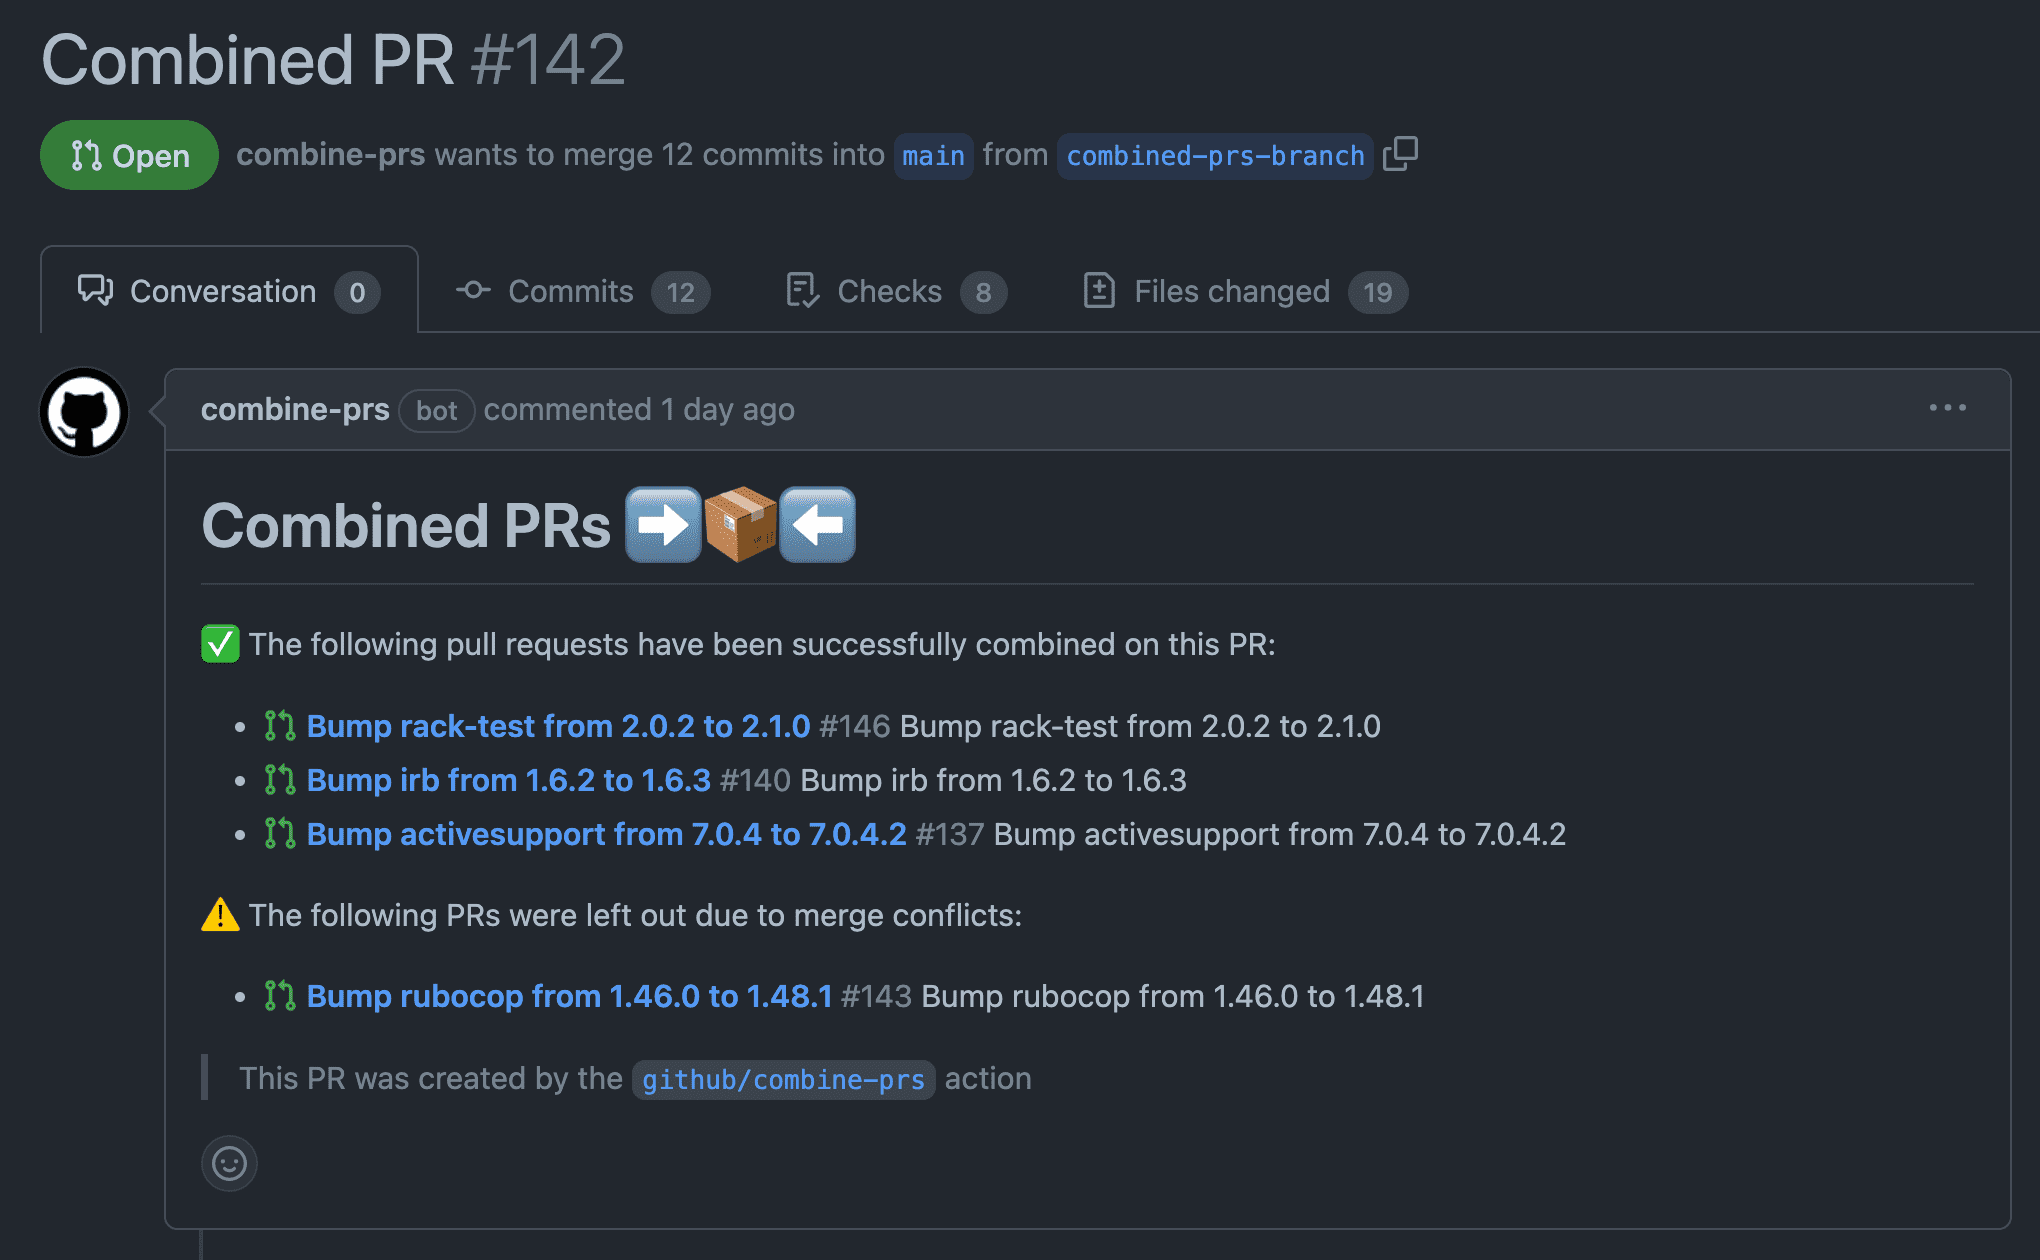 Combined PR #142
Open combine-prs wants to merge 12 commits into main from combined-prs-branch
Conversation 0 Commits 12 Checks 8 Files changed 19
combine-prs bot commented 1 day ago
Combined PRs ➡️📦⬅️
✅ The following pull requests have been successfully combined on this PR:
• Bump rack-test from 2.0.2 to 2.1.0 #146 Bump rack-test from 2.0.2 to 2.1.0
• Bump irb from 1.6.2 to 1.6.3 #140 Bump irb from 1.6.2 to 1.6.3
• Bump activesupport from 7.0.4 to 7.0.4.2 #137 Bump activesupport from 7.0.4 to 7.0.4.2
⚠️ The following PRs were left out due to merge conflicts:
• Bump rubocop from 1.46.0 to 1.48.1 #143 Bump rubocop from 1.46.0 to 1.48.1
This PR was created by the github/combine-prs action